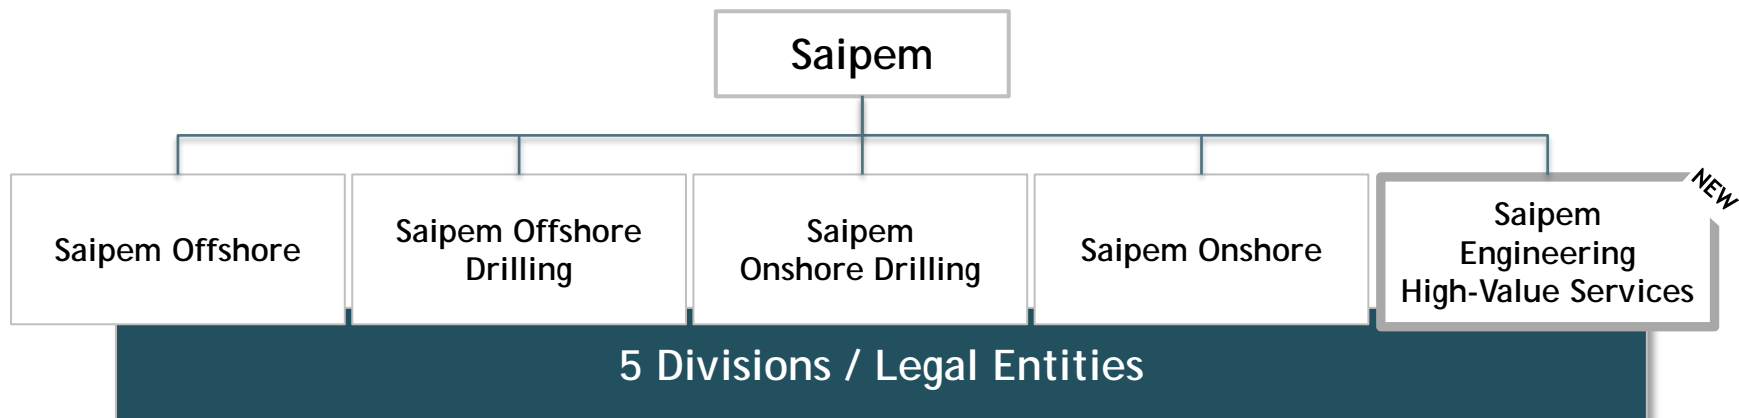 Saipem
Saipem Offshore
Saipem Offshore
Drilling
Saipem
Onshore Drilling
Saipem Onshore
NEW
Saipem
Engineering
High-Value Services
5 Divisions / Legal Entities